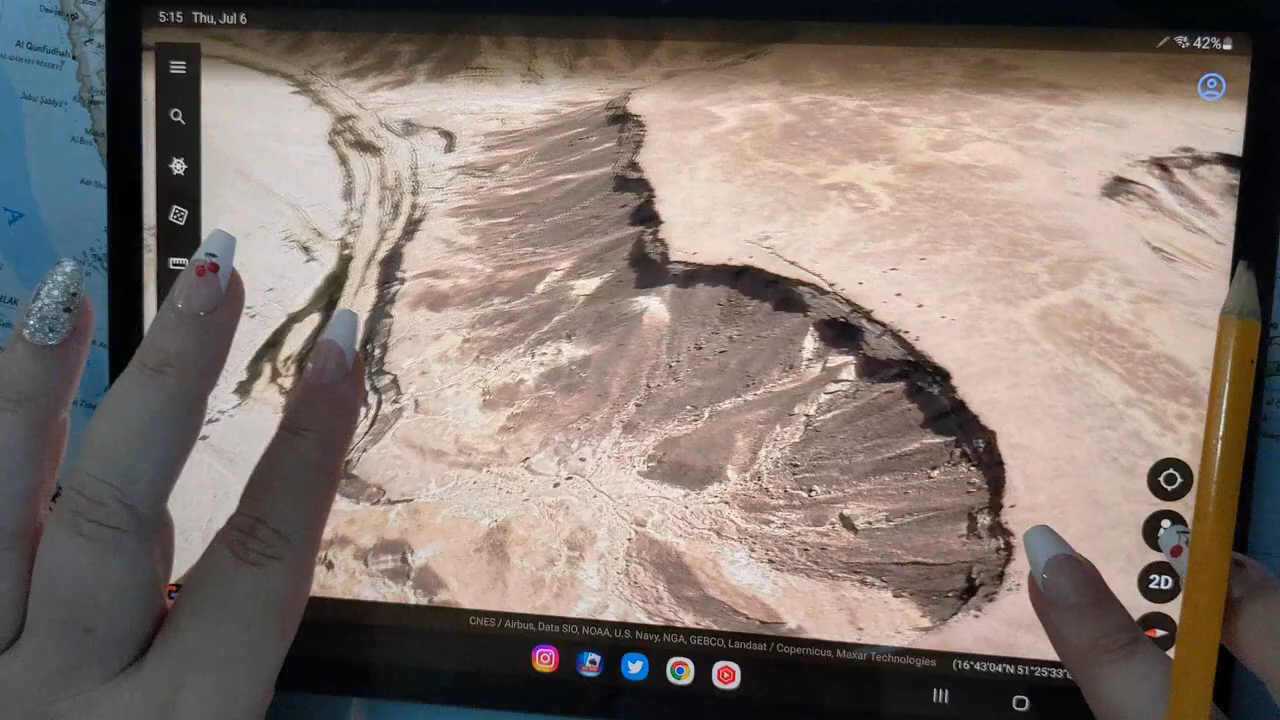 5:15 Thu, Jul 6
42%
Al Qunfudhah
2D
CNES / Airbus, Data SIO, NOAA, U.S. Navy, NGA, GEBCO, Landsat / Copernicus, Maxar Technologies
(16°43'04"N 51°25'33"